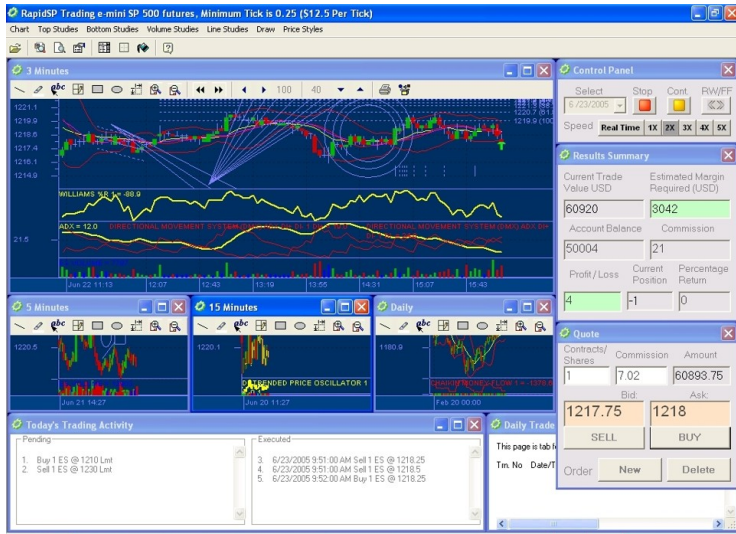 RapidSP Trading e-mini SP 500 futures, Minimum Tick is 0.25 ($12.5 Per Tick)
Chart Top Studies Bottom Studies Volume Studies Line Studies Draw Price Styles
3 Minutes
abc
100 40
1221.1
1219.9
1218.6
1217.4
1216.1
1214.9
1219.9 (100
WILLIAMS %R 1 = -88.9
ADX = 12.0
DIRECTIONAL MOVEMENT SYSTEM
21.5
Jun 22 11:13 12:07 12:43 13:19 13:55 14:31 15:07 15:43
5 Minutes
abc
1220.5
Jun 21 14:27
15 Minutes
abc
1220.1
DETRENDED PRICE OSCILLATOR 1
Jun 20 11:27
Daily
abc
1180.9
CHAIKIN MONEY FLOW 1 =
Feb 20 00:00
Today's Trading Activity
Pending
1. Buy 1 ES @ 1210 Lmt
2. Sell 1 ES @ 1230 Lmt
Executed
3. 6/23/2005 9:51:00 AM Sell 1 ES @ 1218.25
4. 6/23/2005 9:51:00 AM Sell 1 ES @ 1218.5
5. 6/23/2005 9:52:00 AM Buy 1 ES @ 1218.25
Daily Trade
This page is tab
Trn. No Date/T
Control Panel
Select Stop Cont. RW/FF
6 /23/2005
Speed Real Time 1X 2X 3X 4X 5X
Results Summary
Current Trade Value USD
Estimated Margin Required (USD)
60920 3042
Account Balance Commission
50004 21
Profit / Loss Current Position Percentage Return
4 -1 0
Quote
Contracts/ Shares Commission Amount
1 7.02 60893.75
Bid: Ask:
1217.75 1218
SELL BUY
Order New Delete